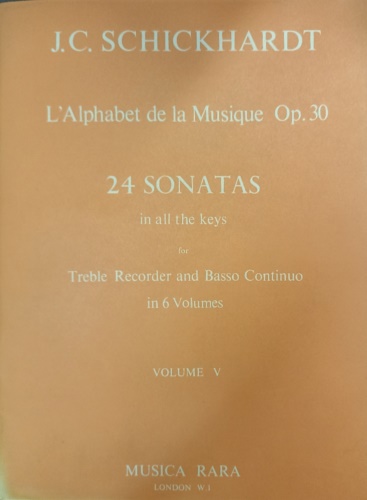 J.C. SCHICKHARDT
L'Alphabet de la Musique Op.30
24 SONATAS
in all the keys
for
Treble Recorder and Basso Continuo
in 6 Volumes
VOLUME V
MUSICA RARA
LONDON W.1